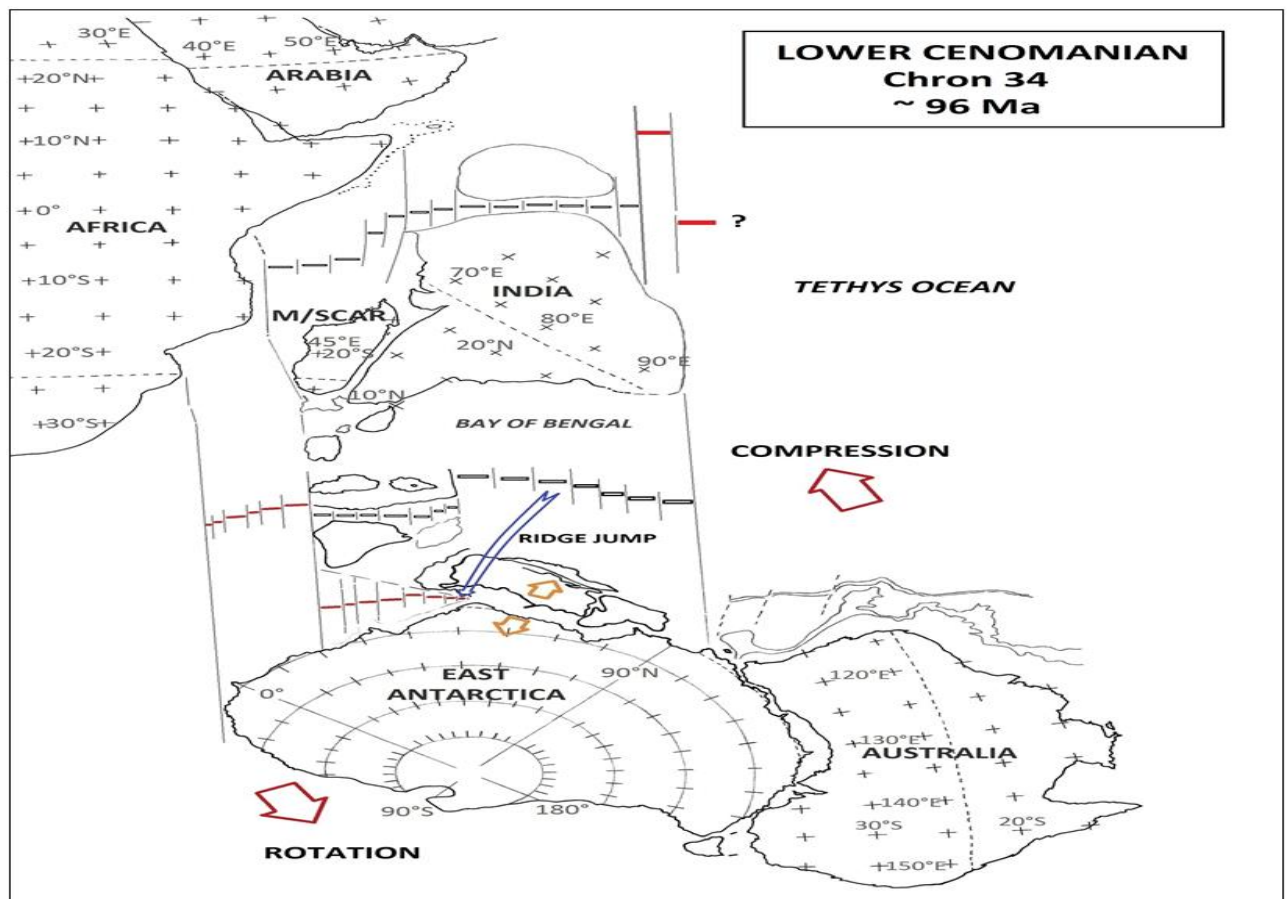 LOWER CENOMANIAN
Chron 34
~ 96 Ma
30°E
40°E
50°E
ARABIA
+20°N+
+10°N
+0°
AFRICA
?
+10°S
70°E
INDIA
TETHYS OCEAN
M/SCAR
80°E
45°E
20°N
+20°S
20°S
90°E
10°N
+30°S
BAY OF BENGAL
COMPRESSION
RIDGE JUMP
EAST
ANTARCTICA
0°
90°N
120°E
130°E
AUSTRALIA
90°S
180°
140°E
30°S
20°S
150°E
ROTATION